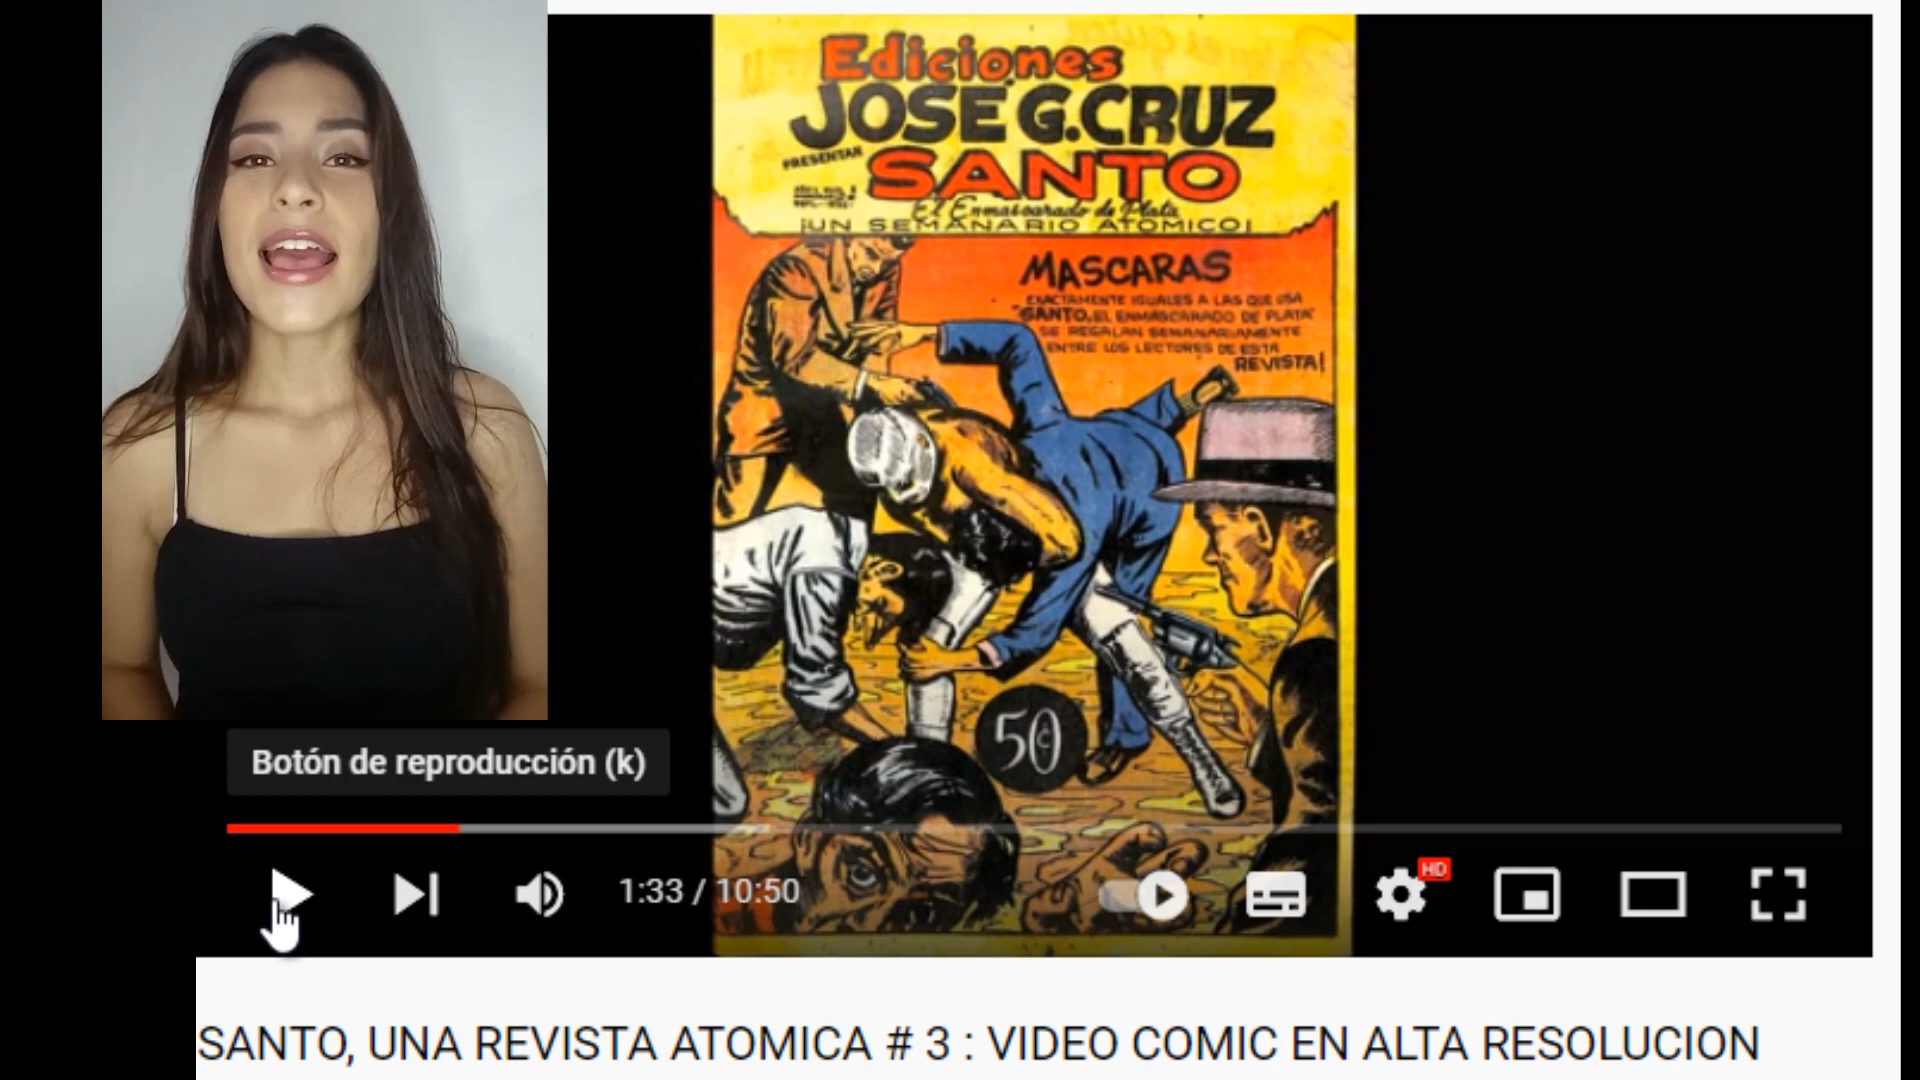 Ediciones
JOSE G. CRUZ
PRESENTAN
SANTO
El Enmascarado de Plata
¡UN SEMANARIO ATOMICO!
MASCARAS
EXACTAMENTE IGUALES A LAS QUE USA
"SANTO, EL ENMASCARADO DE PLATA"
SE REGALAN SEMANARIAMENTE
ENTRE LOS LECTORES DE ESTA
REVISTA!
50¢
Botón de reproducción (k)
1:33 / 10:50
HD
SANTO, UNA REVISTA ATOMICA # 3 : VIDEO COMIC EN ALTA RESOLUCION